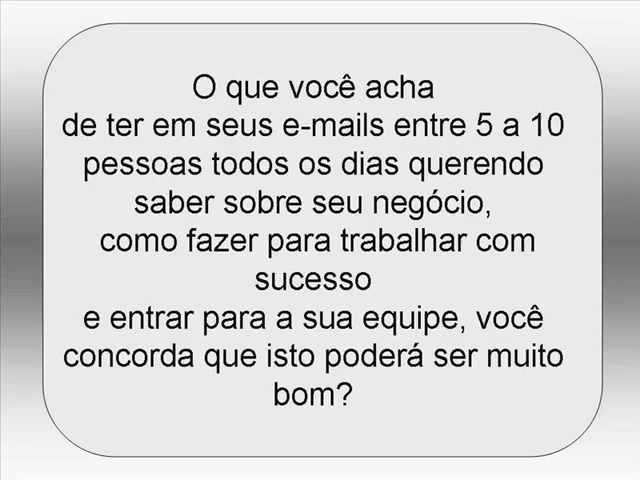 O que você acha
de ter em seus e-mails entre 5 a 10
pessoas todos os dias querendo
saber sobre seu negócio,
como fazer para trabalhar com
sucesso
e entrar para a sua equipe, você
concorda que isto poderá ser muito
bom?